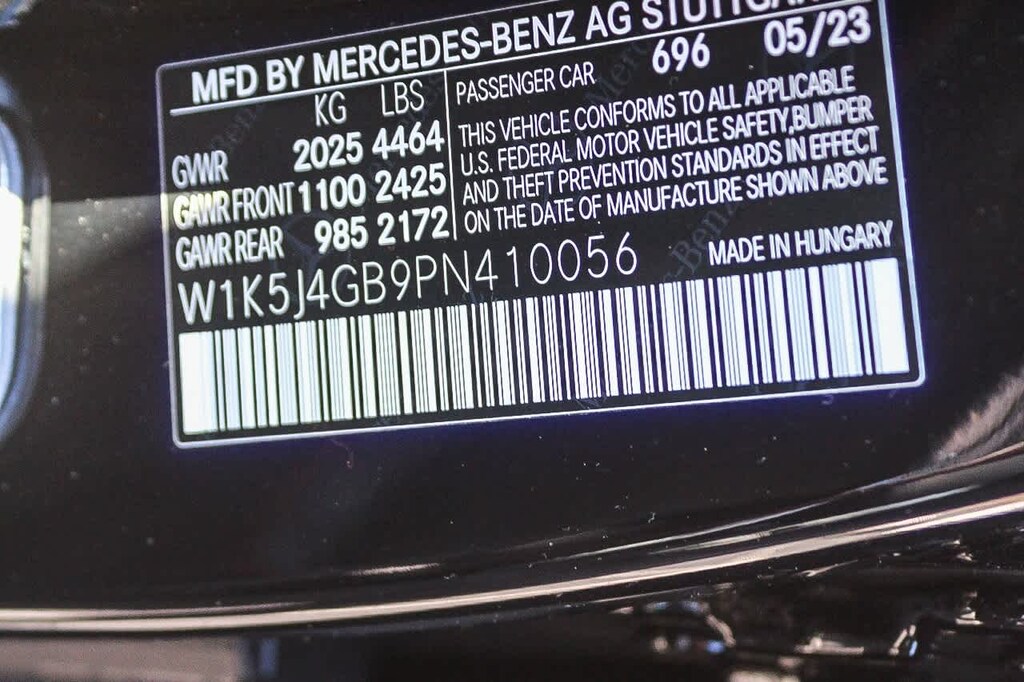 MFD BY MERCEDES-BENZ AG
KG LBS
GVWR 2025 4464
GAWR FRONT 1100 2425
GAWR REAR 985 2172
PASSENGER CAR 696 05/23
THIS VEHICLE CONFORMS TO ALL APPLICABLE
U.S. FEDERAL MOTOR VEHICLE SAFETY,BUMPER
AND THEFT PREVENTION STANDARDS IN EFFECT
ON THE DATE OF MANUFACTURE SHOWN ABOVE
W1K5J4GB9PN410056
MADE IN HUNGARY